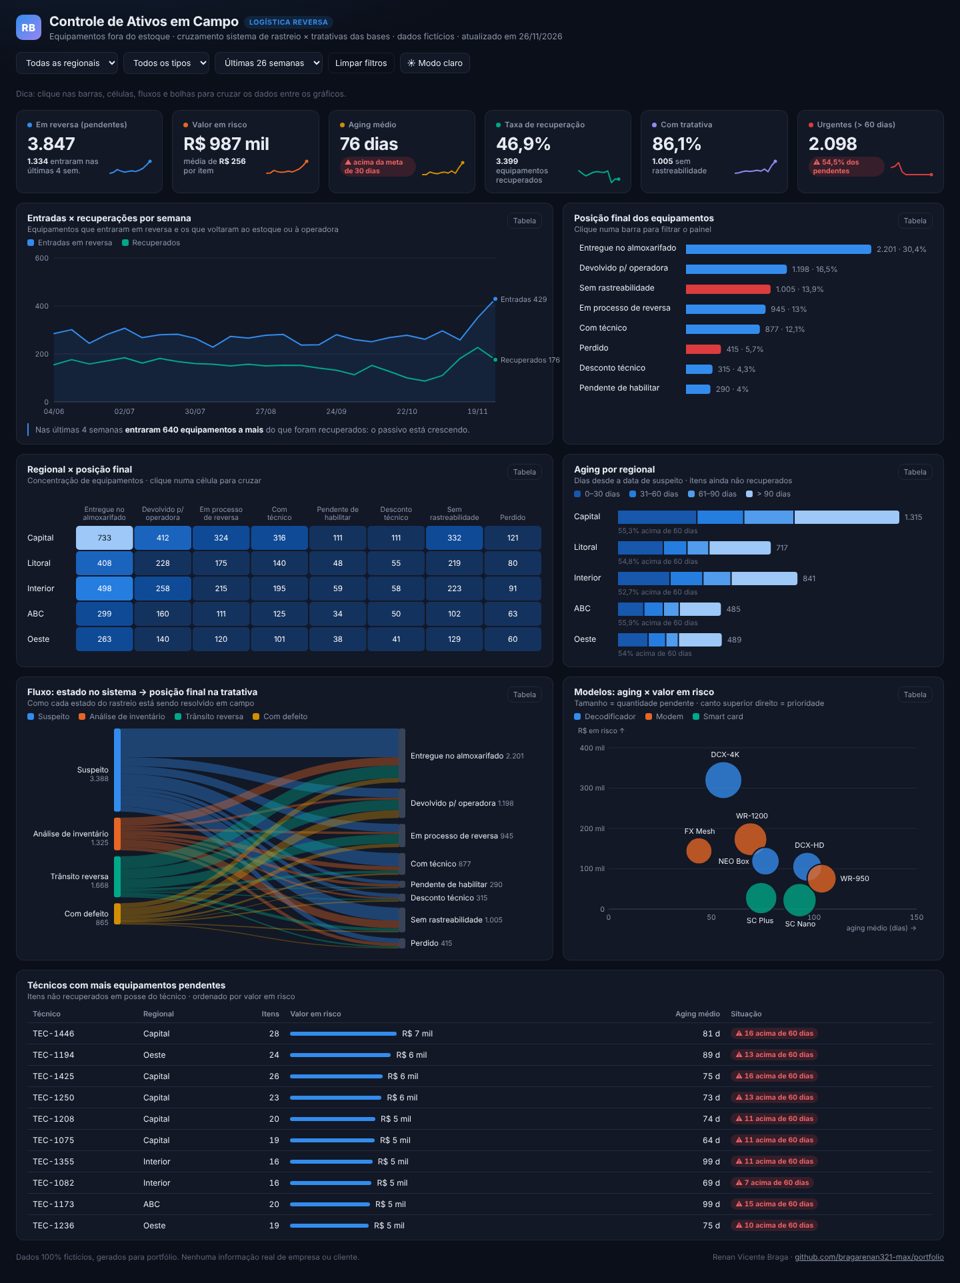 RB
Controle de Ativos em Campo
LOGÍSTICA REVERSA
Equipamentos fora do estoque · cruzamento sistema de rastreio × tratativas das bases · dados fictícios · atualizado em 26/11/2026
Todas as regionais
Todos os tipos
Últimas 26 semanas
Limpar filtros
☀ Modo claro
Dica: clique nas barras, células, fluxos e bolhas para cruzar os dados entre os gráficos.
Em reversa (pendentes)
3.847
1.334 entraram nas
últimas 4 sem.
Valor em risco
R$ 987 mil
média de R$ 256
por item
Aging médio
76 dias
⚠ acima da meta
de 30 dias
Taxa de recuperação
46,9%
3.399
equipamentos
recuperados
Com tratativa
86,1%
1.005 sem
rastreabilidade
Urgentes (> 60 dias)
2.098
⚠ 54,5% dos
pendentes
Entradas × recuperações por semana
Equipamentos que entraram em reversa e os que voltaram ao estoque ou à operadora
Tabela
Entradas em reversa
Recuperados
600
400
200
0
04/06
02/07
30/07
27/08
24/09
22/10
19/11
Entradas 429
Recuperados 176
Nas últimas 4 semanas entraram 640 equipamentos a mais do que foram recuperados: o passivo está crescendo.
Posição final dos equipamentos
Clique numa barra para filtrar o painel
Tabela
Entregue no almoxarifado 2.201 · 30,4%
Devolvido p/ operadora 1.198 · 16,5%
Sem rastreabilidade 1.005 · 13,9%
Em processo de reversa 945 · 13%
Com técnico 877 · 12,1%
Perdido 415 · 5,7%
Desconto técnico 315 · 4,3%
Pendente de habilitar 290 · 4%
Regional × posição final
Concentração de equipamentos · clique numa célula para cruzar
Tabela
Entregue no almoxarifado
Devolvido p/ operadora
Em processo de reversa
Com técnico
Pendente de habilitar
Desconto técnico
Sem rastreabilidade
Perdido
Capital 733 412 324 316 111 111 332 121
Litoral 408 228 175 140 48 55 219 80
Interior 498 258 215 195 59 58 223 91
ABC 299 160 111 125 34 50 102 63
Oeste 263 140 120 101 38 41 129 60
Aging por regional
Dias desde a data de suspeito · itens ainda não recuperados
Tabela
0–30 dias
31–60 dias
61–90 dias
> 90 dias
Capital 1.315
55,3% acima de 60 dias
Litoral 717
54,8% acima de 60 dias
Interior 841
52,7% acima de 60 dias
ABC 485
55,9% acima de 60 dias
Oeste 489
54% acima de 60 dias
Fluxo: estado no sistema → posição final na tratativa
Como cada estado do rastreio está sendo resolvido em campo
Tabela
Suspeito
Análise de inventário
Trânsito reversa
Com defeito
Suspeito
3.388
Análise de inventário
1.325
Trânsito reversa
1.668
Com defeito
865
Entregue no almoxarifado 2.201
Devolvido p/ operadora 1.198
Em processo de reversa 945
Com técnico 877
Pendente de habilitar 290
Desconto técnico 315
Sem rastreabilidade 1.005
Perdido 415
Modelos: aging × valor em risco
Tamanho = quantidade pendente · canto superior direito = prioridade
Tabela
Decodificador
Modem
Smart card
R$ em risco ↑
400 mil
300 mil
200 mil
100 mil
0
DCX-4K
WR-1200
FX Mesh
NEO Box
DCX-HD
WR-950
SC Plus
SC Nano
0
50
100
150
aging médio (dias) →
Técnicos com mais equipamentos pendentes
Itens não recuperados em posse do técnico · ordenado por valor em risco
Técnico Regional Itens Valor em risco Aging médio Situação
TEC-1446 Capital 28 R$ 7 mil 81 d ⚠ 16 acima de 60 dias
TEC-1194 Oeste 24 R$ 6 mil 89 d ⚠ 13 acima de 60 dias
TEC-1425 Capital 26 R$ 6 mil 75 d ⚠ 16 acima de 60 dias
TEC-1250 Capital 23 R$ 6 mil 73 d ⚠ 13 acima de 60 dias
TEC-1208 Capital 20 R$ 5 mil 74 d ⚠ 11 acima de 60 dias
TEC-1075 Capital 19 R$ 5 mil 64 d ⚠ 11 acima de 60 dias
TEC-1355 Interior 16 R$ 5 mil 99 d ⚠ 11 acima de 60 dias
TEC-1082 Interior 16 R$ 5 mil 69 d ⚠ 7 acima de 60 dias
TEC-1173 ABC 20 R$ 5 mil 99 d ⚠ 15 acima de 60 dias
TEC-1236 Oeste 19 R$ 5 mil 75 d ⚠ 10 acima de 60 dias
Dados 100% fictícios, gerados para portfólio. Nenhuma informação real de empresa ou cliente.
Renan Vicente Braga · github.com/bragarenan321-max/portfolio